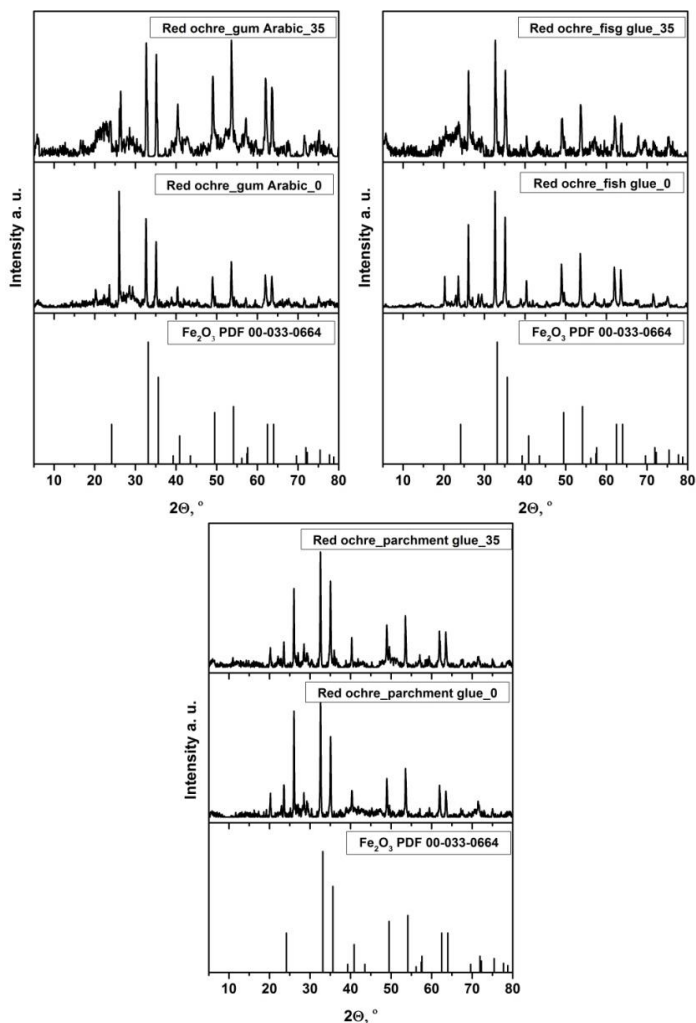 Red ochre_gum Arabic_35
Red ochre_gum Arabic_0
Fe₂O₃ PDF 00-033-0664
Intensity a. u.
10 20 30 40 50 60 70 80
2Θ, °
Red ochre_fisg glue_35
Red ochre_fish glue_0
Fe₂O₃ PDF 00-033-0664
Intensity a. u.
10 20 30 40 50 60 70 80
2Θ, °
Red ochre_parchment glue_35
Red ochre_parchment glue_0
Fe₂O₃ PDF 00-033-0664
Intensity a. u.
10 20 30 40 50 60 70 80
2Θ, °